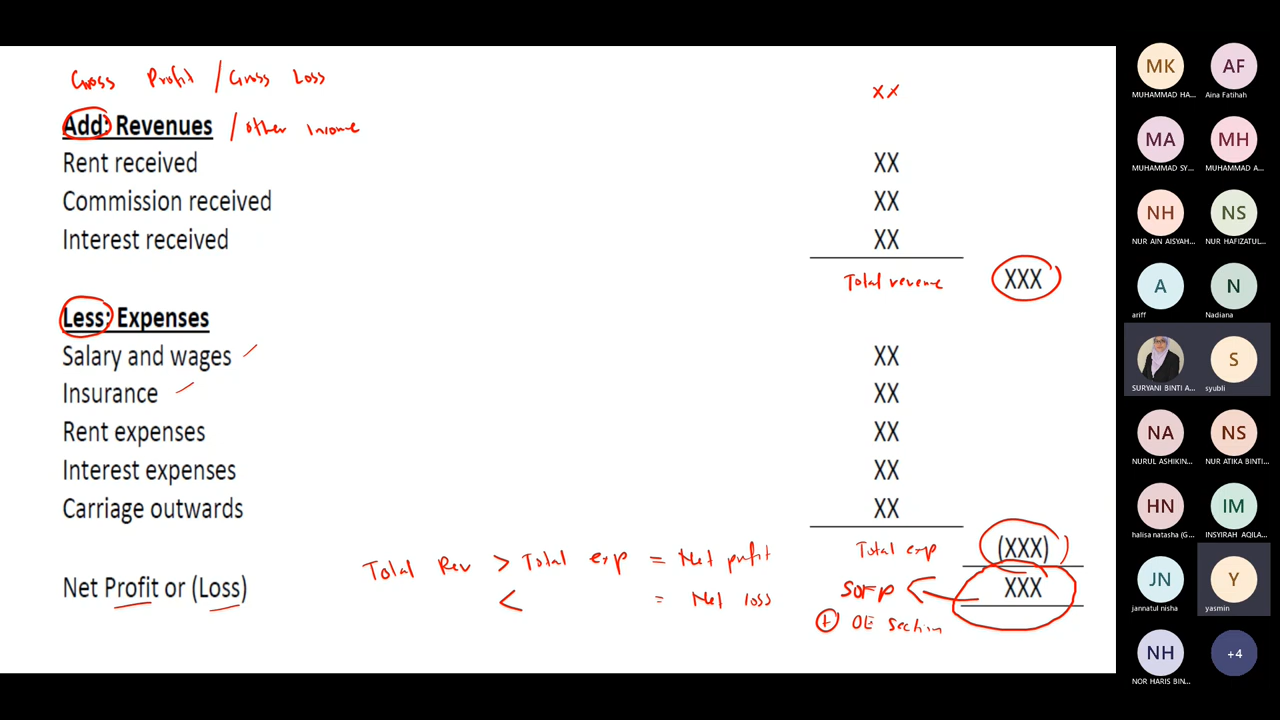 Gross Profit / Gross Loss XX
Add: Revenues / other income
Rent received XX
Commission received XX
Interest received XX
Total revenue XXX
Less: Expenses
Salary and wages XX
Insurance XX
Rent expenses XX
Interest expenses XX
Carriage outwards XX
Total exp (XXX)
Total Rev > Total exp = Net profit
Net Profit or (Loss) SOFP XXX
< = Net loss
+ OE Section
MK
MUHAMMAD HA...
AF
Aina Fatihah
MA
MUHAMMAD SY...
MH
MUHAMMAD A...
NH
NUR AIN AISYAH...
NS
NUR HAFIZATUL...
A
ariff
N
Nadiana
SURYANI BINTI A...
S
syubli
NA
NURUL ASHIKIN...
NS
NUR ATIKA BINTI...
HN
halisa natasha (G...
IM
INSYIRAH AQILA...
JN
jannatul nisha
Y
yasmin
NH
NOR HARIS BIN...
+4